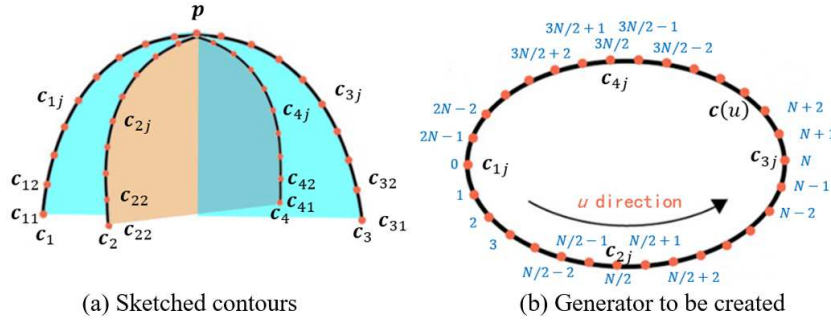 p
c₁ⱼ
c₂ⱼ
c₄ⱼ
c₃ⱼ
c₁₂
c₂₂
c₄₂
c₃₂
c₁₁
c₂₂
c₄₁
c₃₁
c₁
c₂
c₄
c₃
(a) Sketched contours
3N/2+1 3N/2−1
3N/2+2 3N/2 3N/2−2
c₄ⱼ
c(u)
2N−2
N+2
2N−1
N+1
0
c₁ⱼ
c₃ⱼ
N
1
N−1
2
u direction
N−2
3
N/2−1 N/2+1
c₂ⱼ
N/2−2 N/2 N/2+2
(b) Generator to be created